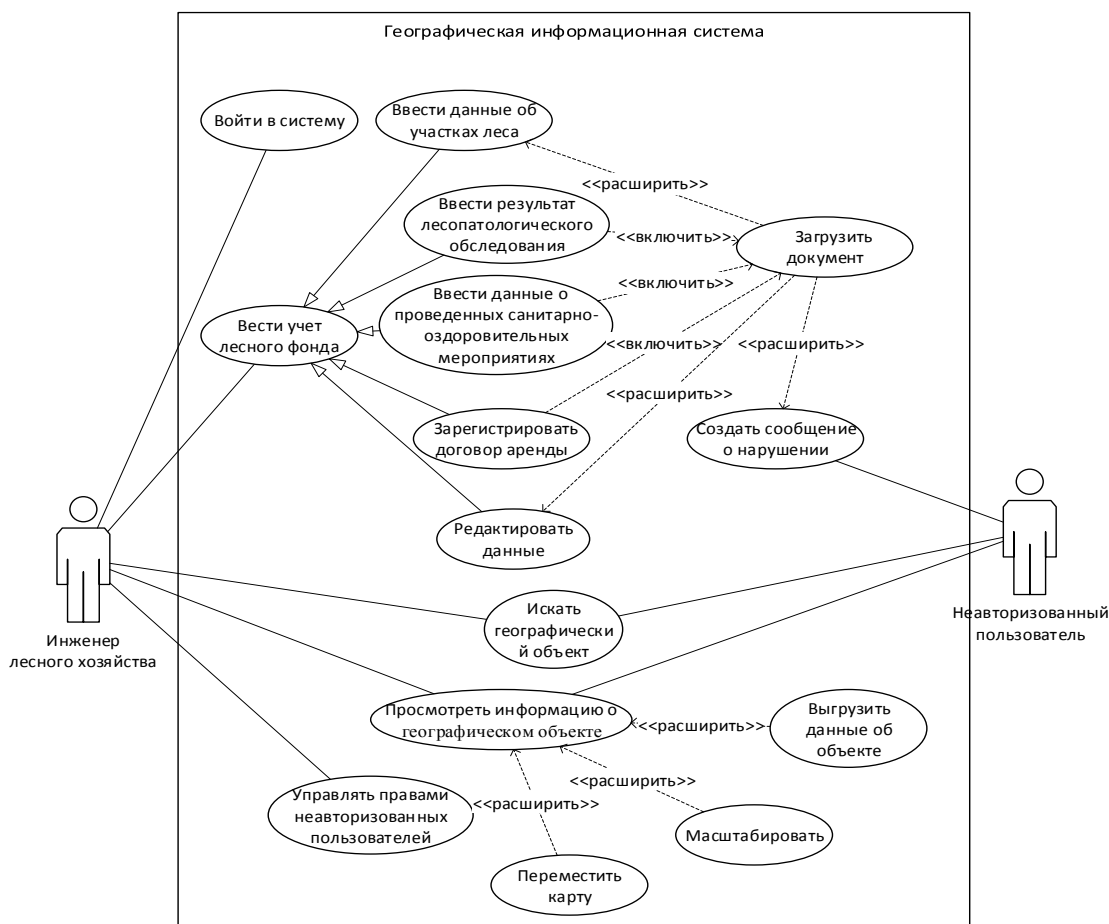 Географическая информационная система
Войти в систему
Ввести данные об
участках леса
<<расширить>>
Ввести результат
лесопатологического
обследования
<<включить>>
Загрузить
документ
Ввести данные о
проведенных санитарно-
оздоровительных
мероприятиях
<<включить>>
Вести учет
лесного фонда
<<включить>>
<<расширить>>
<<расширить>>
Зарегистрировать
договор аренды
Создать сообщение
о нарушении
Редактировать
данные
Инженер
лесного хозяйства
Неавторизованный
пользователь
Искать
географически
й объект
Просмотреть информацию о
географическом объекте
<<расширить>>
Выгрузить
данные об
объекте
<<расширить>>
Управлять правами
неавторизованных
пользователей
<<расширить>>
Масштабировать
Переместить
карту